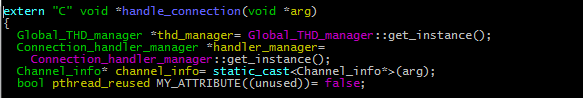 extern "C" void *handle_connection(void *arg)
{
Global_THD_manager *thd_manager= Global_THD_manager::get_instance();
Connection_handler_manager *handler_manager=
Connection_handler_manager::get_instance();
Channel_info* channel_info= static_cast<Channel_info*>(arg);
bool pthread_reused MY_ATTRIBUTE((unused))= false;